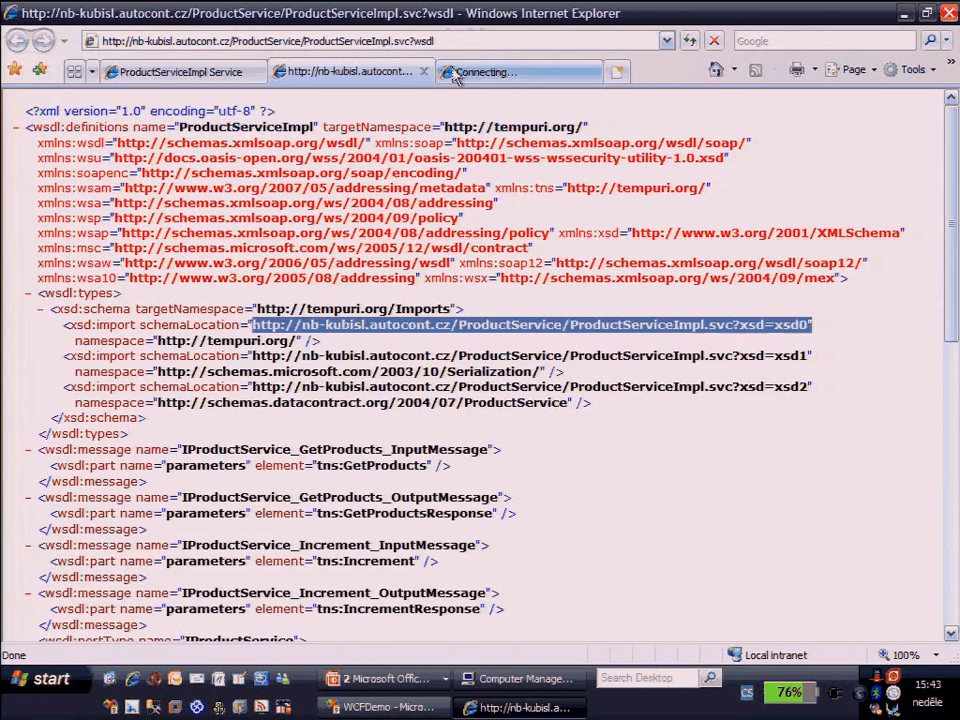 http://nb-kubisl.autocont.cz/ProductService/ProductServiceImpl.svc?wsdl - Windows Internet Explorer
http://nb-kubisl.autocont.cz/ProductService/ProductServiceImpl.svc?wsdl
Google
ProductServiceImpl Service
http://nb-kubisl.autocont...
Connecting...
Page
Tools
<?xml version="1.0" encoding="utf-8" ?>
- <wsdl:definitions name="ProductServiceImpl" targetNamespace="http://tempuri.org/"
xmlns:wsdl="http://schemas.xmlsoap.org/wsdl/" xmlns:soap="http://schemas.xmlsoap.org/wsdl/soap/"
xmlns:wsu="http://docs.oasis-open.org/wss/2004/01/oasis-200401-wss-wssecurity-utility-1.0.xsd"
xmlns:soapenc="http://schemas.xmlsoap.org/soap/encoding/"
xmlns:wsam="http://www.w3.org/2007/05/addressing/metadata" xmlns:tns="http://tempuri.org/"
xmlns:wsa="http://schemas.xmlsoap.org/ws/2004/08/addressing"
xmlns:wsp="http://schemas.xmlsoap.org/ws/2004/09/policy"
xmlns:wsap="http://schemas.xmlsoap.org/ws/2004/08/addressing/policy" xmlns:xsd="http://www.w3.org/2001/XMLSchema"
xmlns:msc="http://schemas.microsoft.com/ws/2005/12/wsdl/contract"
xmlns:wsaw="http://www.w3.org/2006/05/addressing/wsdl" xmlns:soap12="http://schemas.xmlsoap.org/wsdl/soap12/"
xmlns:wsa10="http://www.w3.org/2005/08/addressing" xmlns:wsx="http://schemas.xmlsoap.org/ws/2004/09/mex">
- <wsdl:types>
- <xsd:schema targetNamespace="http://tempuri.org/Imports">
<xsd:import schemaLocation="http://nb-kubisl.autocont.cz/ProductService/ProductServiceImpl.svc?xsd=xsd0"
namespace="http://tempuri.org/" />
<xsd:import schemaLocation="http://nb-kubisl.autocont.cz/ProductService/ProductServiceImpl.svc?xsd=xsd1"
namespace="http://schemas.microsoft.com/2003/10/Serialization/" />
<xsd:import schemaLocation="http://nb-kubisl.autocont.cz/ProductService/ProductServiceImpl.svc?xsd=xsd2"
namespace="http://schemas.datacontract.org/2004/07/ProductService" />
</xsd:schema>
</wsdl:types>
- <wsdl:message name="IProductService_GetProducts_InputMessage">
<wsdl:part name="parameters" element="tns:GetProducts" />
</wsdl:message>
- <wsdl:message name="IProductService_GetProducts_OutputMessage">
<wsdl:part name="parameters" element="tns:GetProductsResponse" />
</wsdl:message>
- <wsdl:message name="IProductService_Increment_InputMessage">
<wsdl:part name="parameters" element="tns:Increment" />
</wsdl:message>
- <wsdl:message name="IProductService_Increment_OutputMessage">
<wsdl:part name="parameters" element="tns:IncrementResponse" />
</wsdl:message>
- <wsdl:portType name="IProductService">
Done
Local intranet
100%
start
2 Microsoft Offic...
Computer Manage...
Search Desktop
WCFDemo - Micros...
http://nb-kubisl.a...
CS
76%
15:43
neděle